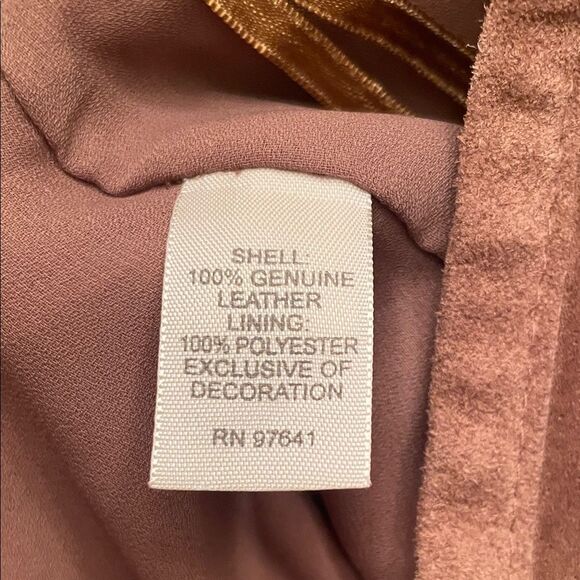 SHELL:
100% GENUINE
LEATHER
LINING:
100% POLYESTER
EXCLUSIVE OF
DECORATION
RN 97641